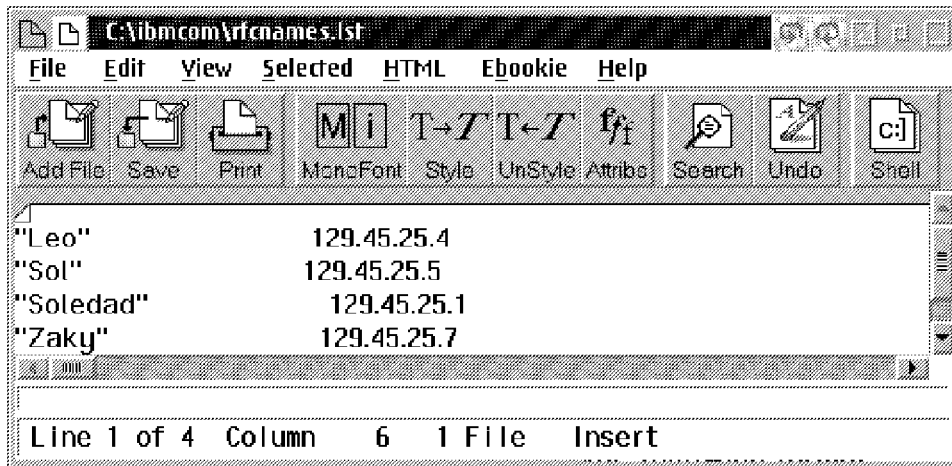 C:\ibmcom\rfcnames.lst
File Edit View Selected HTML Ebookie Help
M i T→T T←T fff C:]
Add File Save Print MonoFont Style UnStyle Attribs Search Undo Shell
"Leo" 129.45.25.4
"Sol" 129.45.25.5
"Soledad" 129.45.25.1
"Zaky" 129.45.25.7
Line 1 of 4 Column 6 1 File Insert